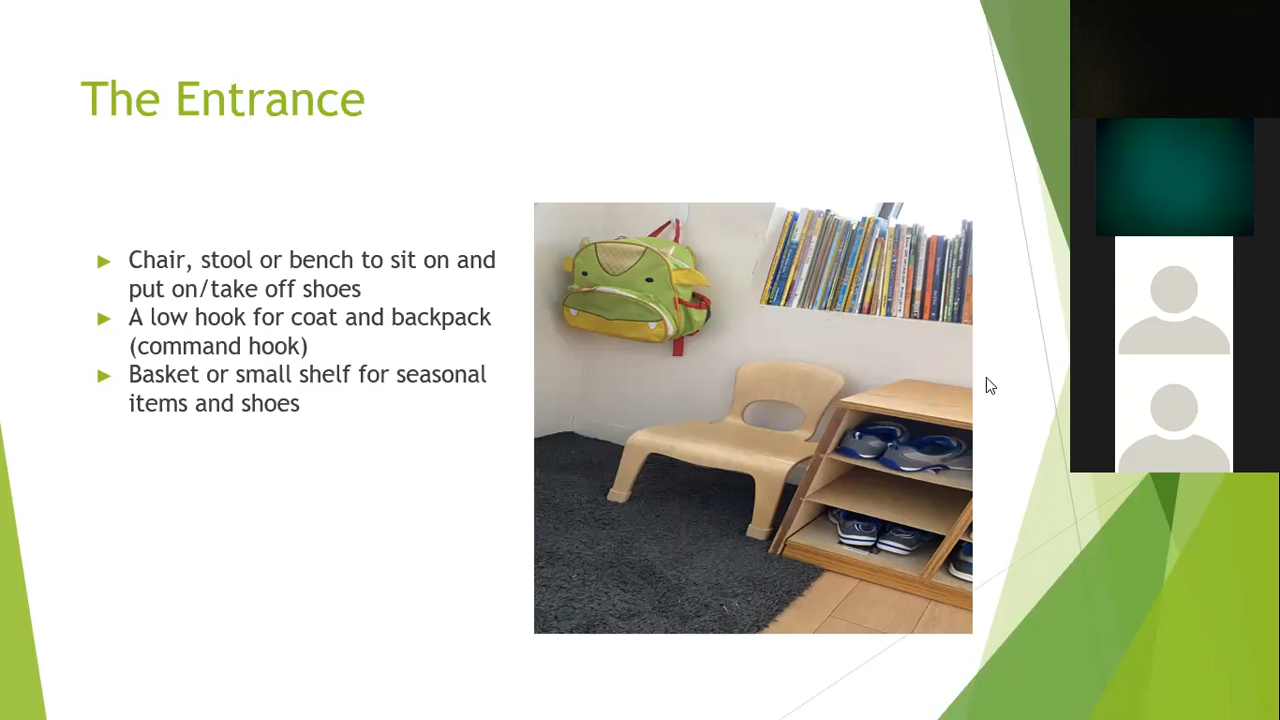 The Entrance
Chair, stool or bench to sit on and
put on/take off shoes
A low hook for coat and backpack
(command hook)
Basket or small shelf for seasonal
items and shoes